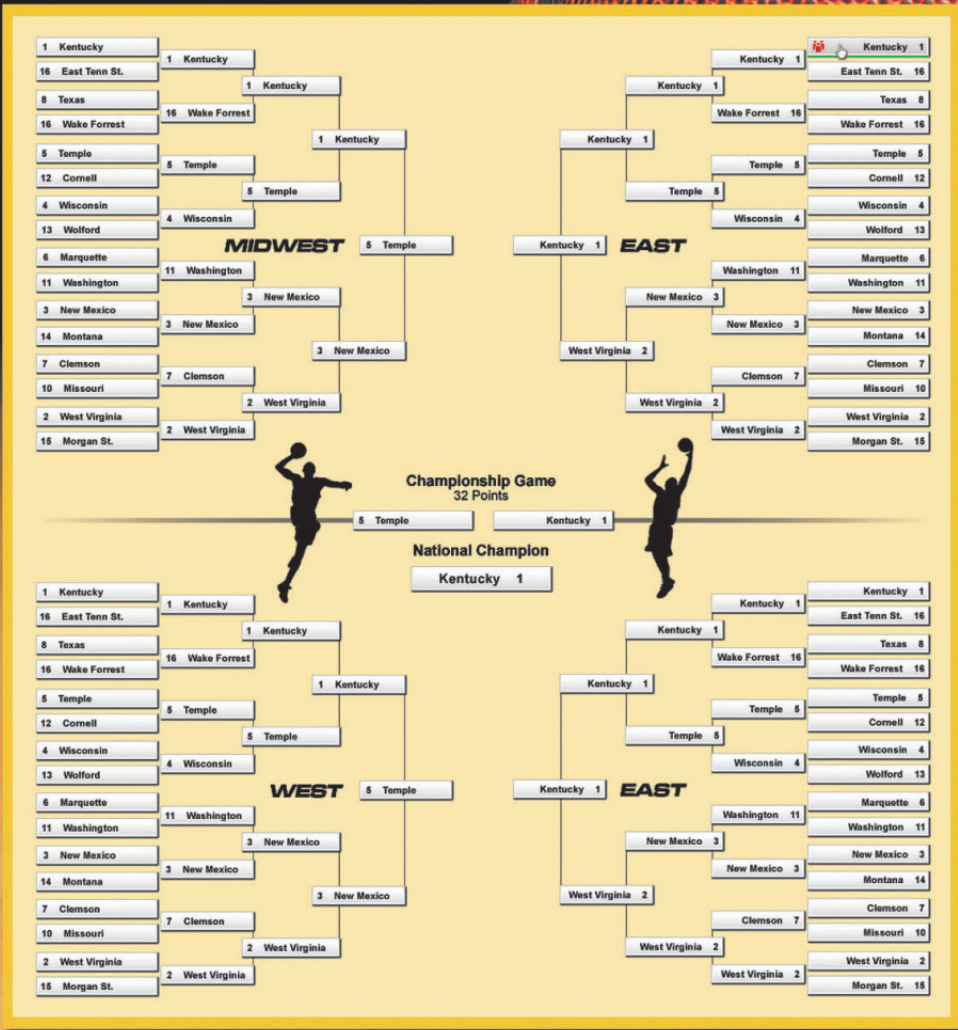 1 Kentucky
16 East Tenn St.
8 Texas
16 Wake Forrest
5 Temple
12 Cornell
4 Wisconsin
13 Wolford
6 Marquette
11 Washington
3 New Mexico
14 Montana
7 Clemson
10 Missouri
2 West Virginia
15 Morgan St.
1 Kentucky
16 Wake Forrest
5 Temple
4 Wisconsin
11 Washington
3 New Mexico
7 Clemson
2 West Virginia
1 Kentucky
5 Temple
3 New Mexico
2 West Virginia
1 Kentucky
3 New Mexico
MIDWEST
5 Temple
Kentucky 1
EAST
Kentucky 1
West Virginia 2
Kentucky 1
Temple 5
New Mexico 3
West Virginia 2
Kentucky 1
Wake Forrest 16
Temple 5
Wisconsin 4
Washington 11
New Mexico 3
Clemson 7
West Virginia 2
Kentucky 1
East Tenn St. 16
Texas 8
Wake Forrest 16
Temple 5
Cornell 12
Wisconsin 4
Wolford 13
Marquette 6
Washington 11
New Mexico 3
Montana 14
Clemson 7
Missouri 10
West Virginia 2
Morgan St. 15
Championship Game
32 Points
5 Temple
Kentucky 1
National Champion
Kentucky 1
1 Kentucky
16 East Tenn St.
8 Texas
16 Wake Forrest
5 Temple
12 Cornell
4 Wisconsin
13 Wolford
6 Marquette
11 Washington
3 New Mexico
14 Montana
7 Clemson
10 Missouri
2 West Virginia
15 Morgan St.
1 Kentucky
16 Wake Forrest
5 Temple
4 Wisconsin
11 Washington
3 New Mexico
7 Clemson
2 West Virginia
1 Kentucky
5 Temple
3 New Mexico
2 West Virginia
1 Kentucky
3 New Mexico
WEST
5 Temple
Kentucky 1
EAST
Kentucky 1
West Virginia 2
Kentucky 1
Temple 5
New Mexico 3
West Virginia 2
Kentucky 1
Wake Forrest 16
Temple 5
Wisconsin 4
Washington 11
New Mexico 3
Clemson 7
West Virginia 2
Kentucky 1
East Tenn St. 16
Texas 8
Wake Forrest 16
Temple 5
Cornell 12
Wisconsin 4
Wolford 13
Marquette 6
Washington 11
New Mexico 3
Montana 14
Clemson 7
Missouri 10
West Virginia 2
Morgan St. 15